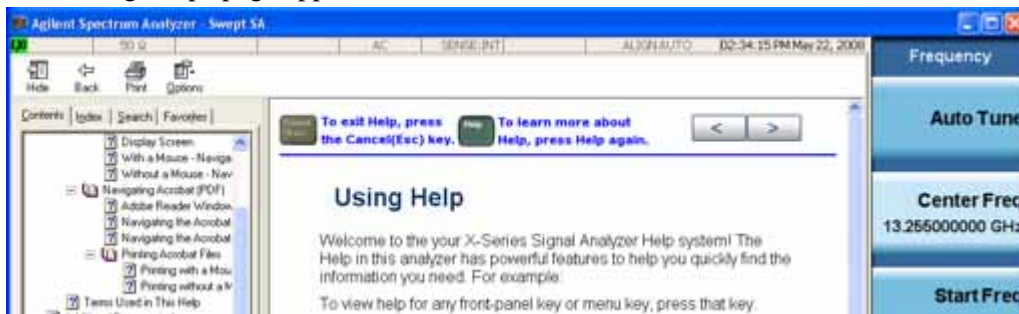 Agilent Spectrum Analyzer - Swept SA
50 Ω AC SENSE:INT ALIGNAUTO 02:34:15 PM May 22, 2008
Frequency
Hide Back Print Options
Contents Index Search Favorites
Display Screen
With a Mouse - Naviga
Without a Mouse - Nav
Navigating Acrobat (PDF)
Adobe Reader Window
Navigating the Acrobat
Navigating the Acrobat
Printing Acrobat Files
Printing with a Mou
Printing without a M
Terms Used in This Help
To exit Help, press
the Cancel(Esc) key.
Help
To learn more about
Help, press Help again.
< >
Using Help
Welcome to the your X-Series Signal Analyzer Help system! The
Help in this analyzer has powerful features to help you quickly find the
information you need. For example:
To view help for any front-panel key or menu key, press that key.
Auto Tune
Center Freq
13.255000000 GHz
Start Freq